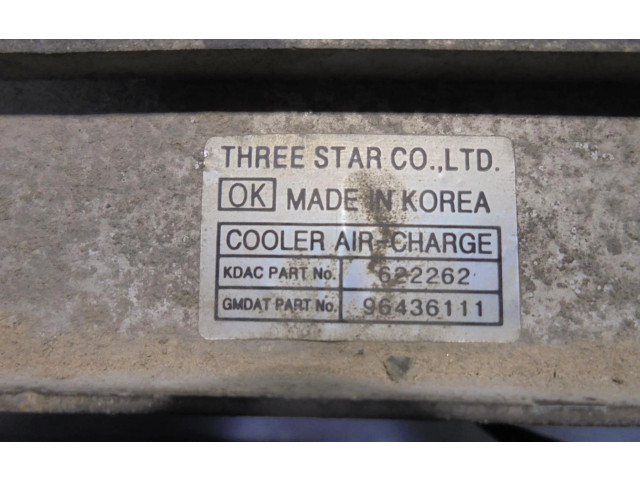 THREE STAR CO.,LTD.
OK MADE IN KOREA
COOLER AIR-CHARGE
KDAC PART No. 622262
GMDAT PART No. 96436111